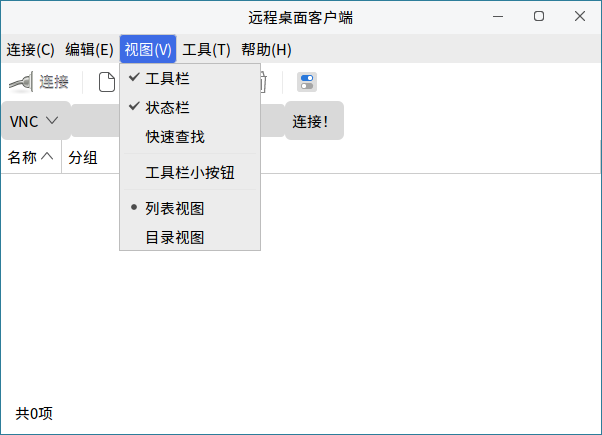 远程桌面客户端
连接(C) 编辑(E) 视图(V) 工具(T) 帮助(H)
连接
工具栏
状态栏
快速查找
工具栏小按钮
列表视图
目录视图
VNC 连接！
名称 分组
共0项